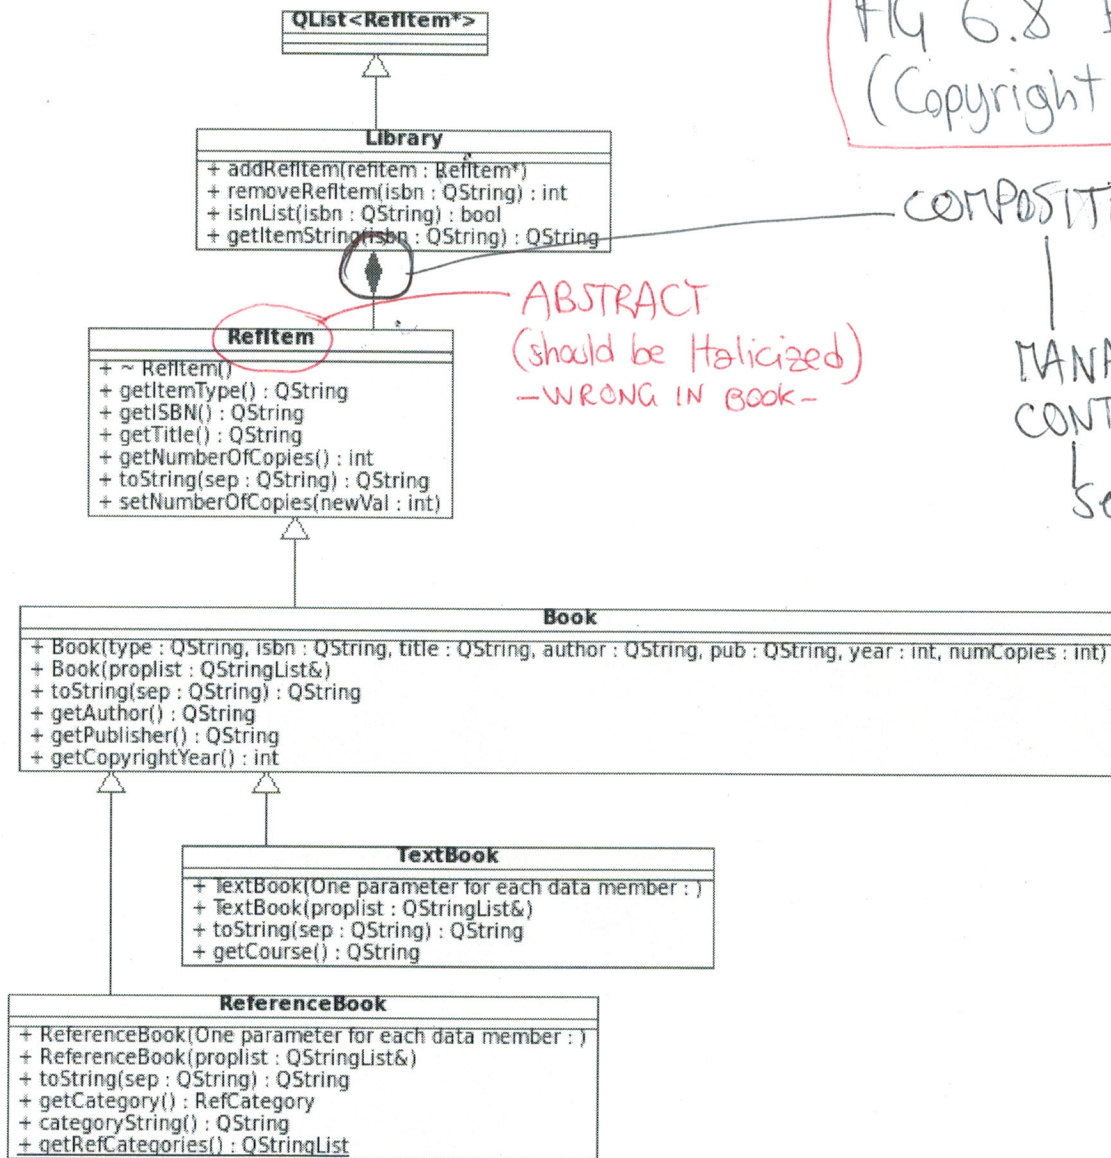 QList<RefItem*>
FIG 6.8
(Copyright
Library
+ addRefItem(refitem : RefItem*)
+ removeRefItem(isbn : QString) : int
+ isInList(isbn : QString) : bool
+ getItemString(isbn : QString) : QString
ABSTRACT
(should be Italicized)
-WRONG IN BOOK-
RefItem
+ ~ RefItem()
+ getItemType() : QString
+ getISBN() : QString
+ getTitle() : QString
+ getNumberOfCopies() : int
+ toString(sep : QString) : QString
+ setNumberOfCopies(newVal : int)
Book
+ Book(type : QString, isbn : QString, title : QString, author : QString, pub : QString, year : int, numCopies : int)
+ Book(proplist : QStringList&)
+ toString(sep : QString) : QString
+ getAuthor() : QString
+ getPublisher() : QString
+ getCopyrightYear() : int
TextBook
+ TextBook(One parameter for each data member : )
+ TextBook(proplist : QStringList&)
+ toString(sep : QString) : QString
+ getCourse() : QString
ReferenceBook
+ ReferenceBook(One parameter for each data member : )
+ ReferenceBook(proplist : QStringList&)
+ toString(sep : QString) : QString
+ getCategory() : RefCategory
+ categoryString() : QString
+ getRefCategories() : QStringList